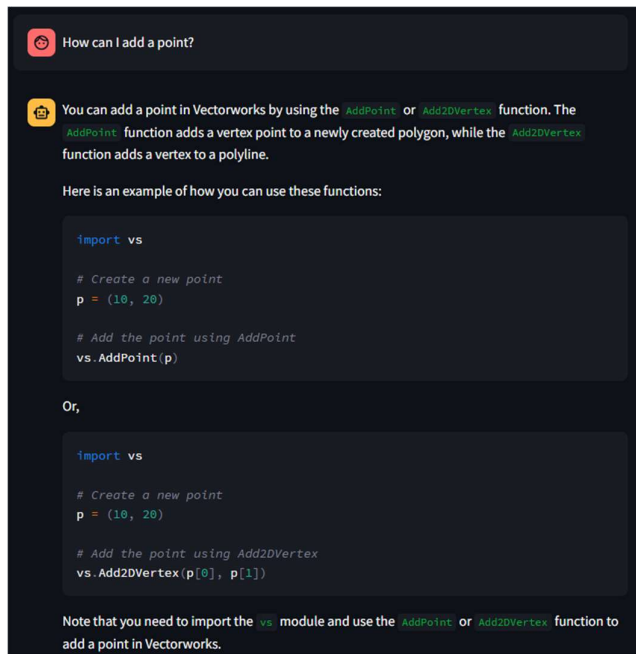 How can I add a point?
You can add a point in Vectorworks by using the AddPoint or Add2DVertex function. The
AddPoint function adds a vertex point to a newly created polygon, while the Add2DVertex
function adds a vertex to a polyline.
Here is an example of how you can use these functions:
import vs
# Create a new point
p = (10, 20)
# Add the point using AddPoint
vs.AddPoint(p)
Or,
import vs
# Create a new point
p = (10, 20)
# Add the point using Add2DVertex
vs.Add2DVertex(p[0], p[1])
Note that you need to import the vs module and use the AddPoint or Add2DVertex function to
add a point in Vectorworks.